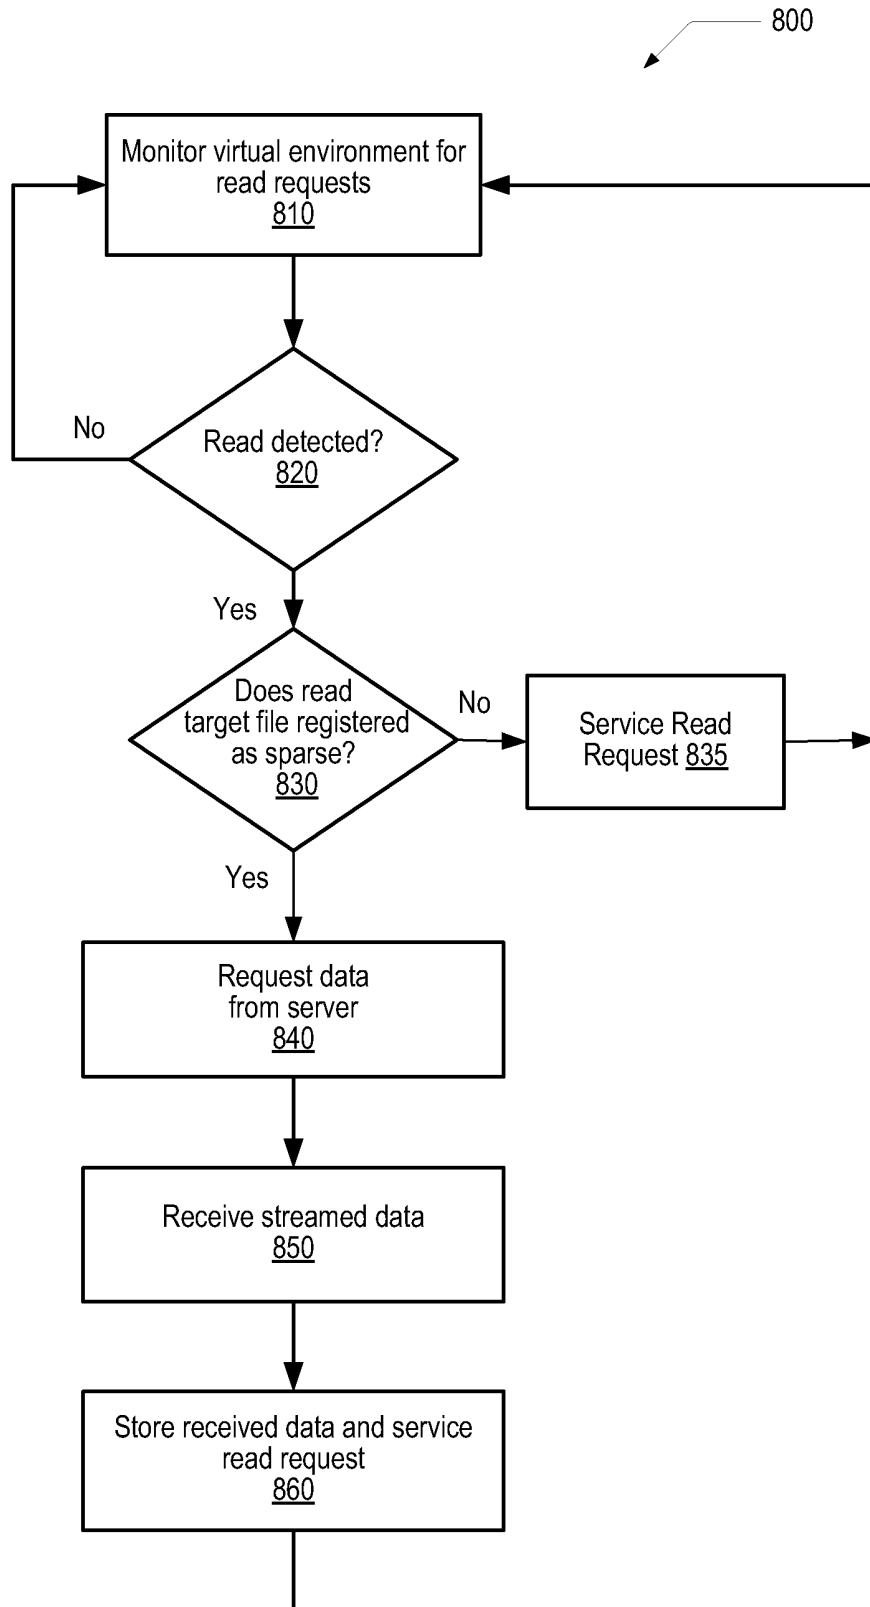 800
Monitor virtual environment for
read requests
810
No
Read detected?
820
Yes
Does read
target file registered
as sparse?
830
No
Service Read
Request 835
Yes
Request data
from server
840
Receive streamed data
850
Store received data and service
read request
860